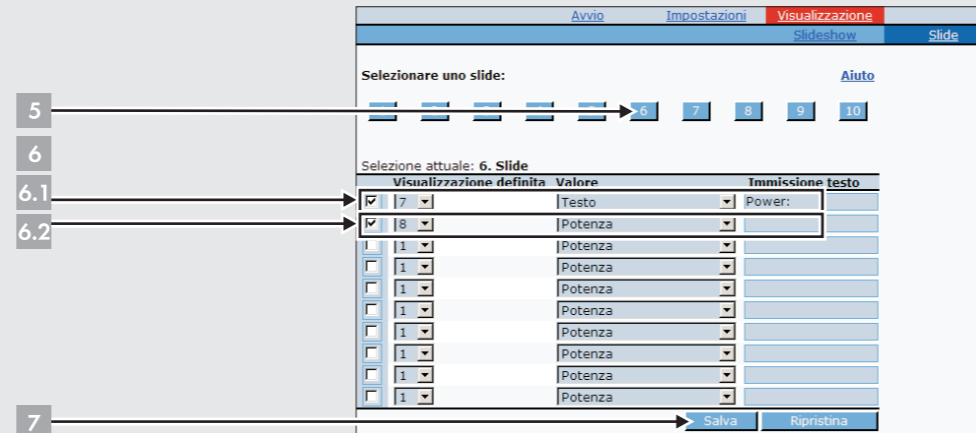 Avvio Impostazioni Visualizzazione
Slideshow Slide
Selezionare uno slide: Aiuto
5 6 7 8 9 10
6
Selezione attuale: 6. Slide
Visualizzazione definita Valore Immissione testo
6.1 7 Testo Power:
6.2 8 Potenza
1 Potenza
1 Potenza
1 Potenza
1 Potenza
1 Potenza
1 Potenza
1 Potenza
1 Potenza
7 Salva Ripristina